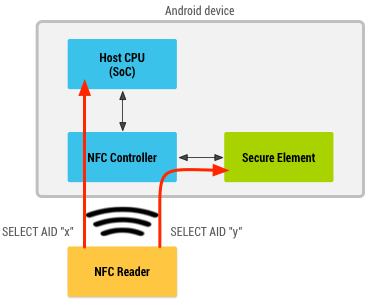 Android device
Host CPU
(SoC)
NFC Controller
Secure Element
SELECT AID "x"
SELECT AID "y"
NFC Reader